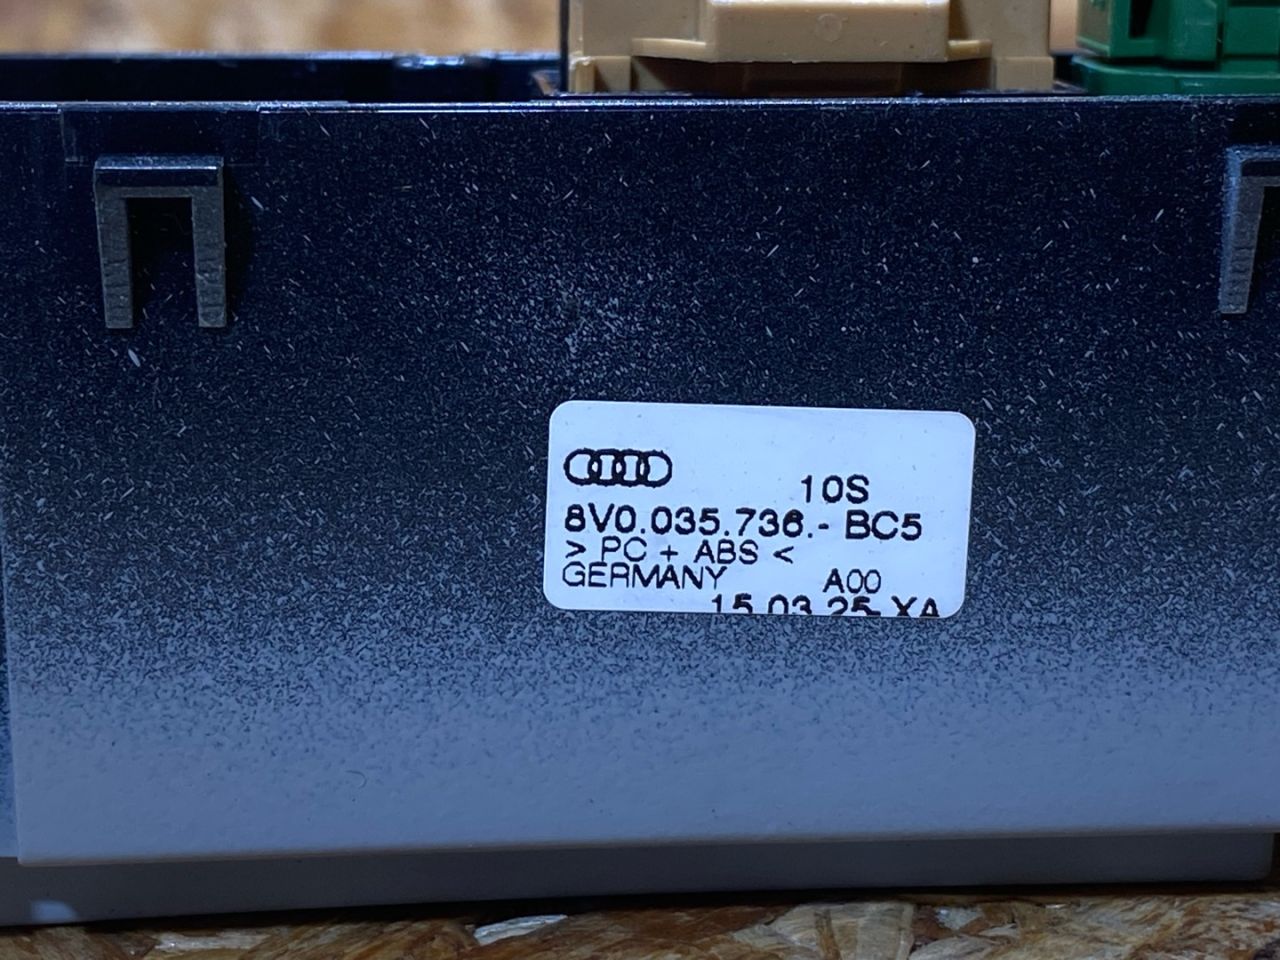 10S
8V0.035.736.- BC5
> PC + ABS <
GERMANY A00
15.03.25 XA